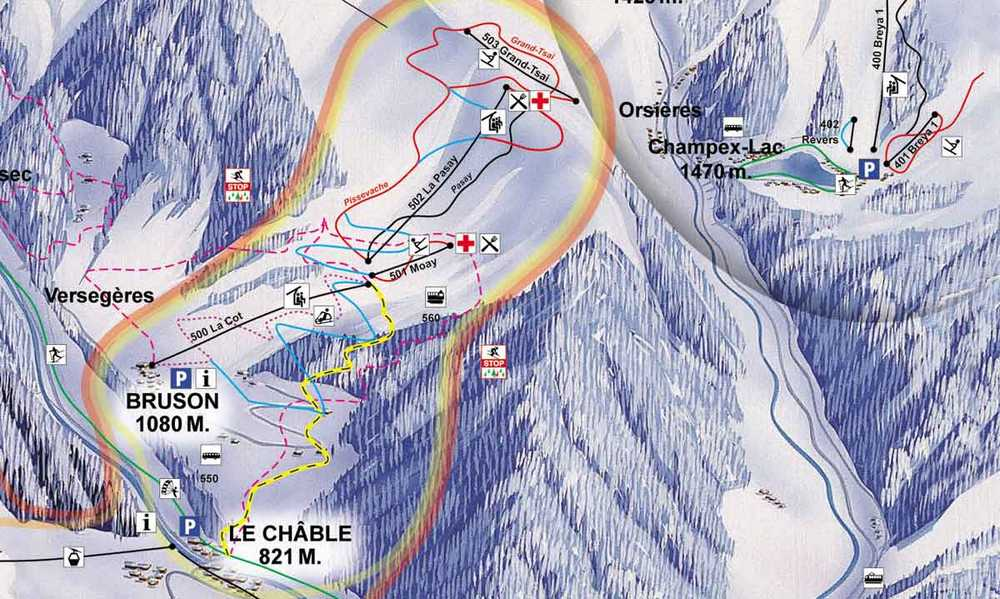 503 Grand-Tsai
Grand-Tsai
Orsières
Champex-Lac
1470 m.
400 Breya 1
402
Revers
P
401 Breya
STOP
Pissevache
502 La Pasay
Pasay
501 Moay
Versegères
500 La Cot
560
STOP
P i
BRUSON
1080 M.
550
i P
LE CHÂBLE
821 M.